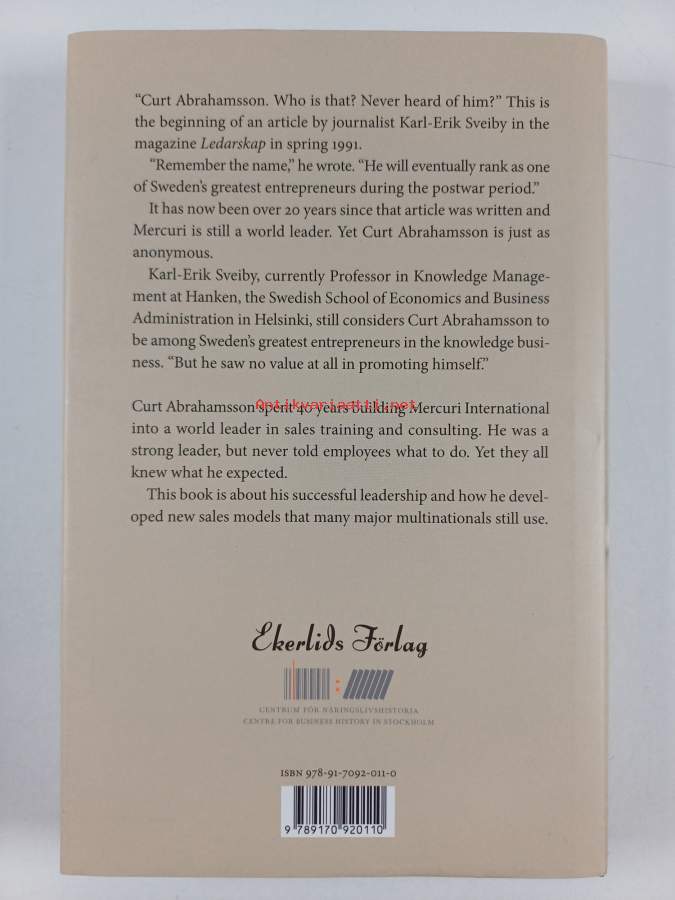 “Curt Abrahamsson. Who is that? Never heard of him?” This is
the beginning of an article by journalist Karl-Erik Sveiby in the
magazine Ledarskap in spring 1991.
“Remember the name,” he wrote. “He will eventually rank as one
of Sweden’s greatest entrepreneurs during the postwar period.”
It has now been over 20 years since that article was written and
Mercuri is still a world leader. Yet Curt Abrahamsson is just as
anonymous.
Karl-Erik Sveiby, currently Professor in Knowledge Manage-
ment at Hanken, the Swedish School of Economics and Business
Administration in Helsinki, still considers Curt Abrahamsson to
be among Sweden’s greatest entrepreneurs in the knowledge busi-
ness. “But he saw no value at all in promoting himself.”
Curt Abrahamsson spent 40 years building Mercuri International
Antikvariaatti.net
into a world leader in sales training and consulting. He was a
strong leader, but never told employees what to do. Yet they all
knew what he expected.
This book is about his successful leadership and how he devel-
oped new sales models that many major multinationals still use.
Ekerlids Förlag
CENTRUM FÖR NÄRINGSLIVSHISTORIA
CENTRE FOR BUSINESS HISTORY IN STOCKHOLM
ISBN 978-91-7092-011-0
9 789170 920110